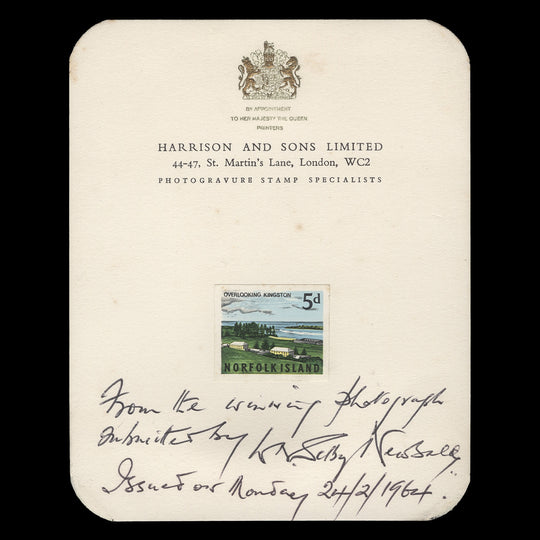 BY APPOINTMENT
TO HER MAJESTY THE QUEEN
PRINTERS
HARRISON AND SONS LIMITED
44-47, St. Martin's Lane, London, WC2
PHOTOGRAVURE STAMP SPECIALISTS
OVERLOOKING KINGSTON 5d
NORFOLK ISLAND
From the winning photograph
submitted by Selby Newbald
Issued on Monday 24/2/1964.